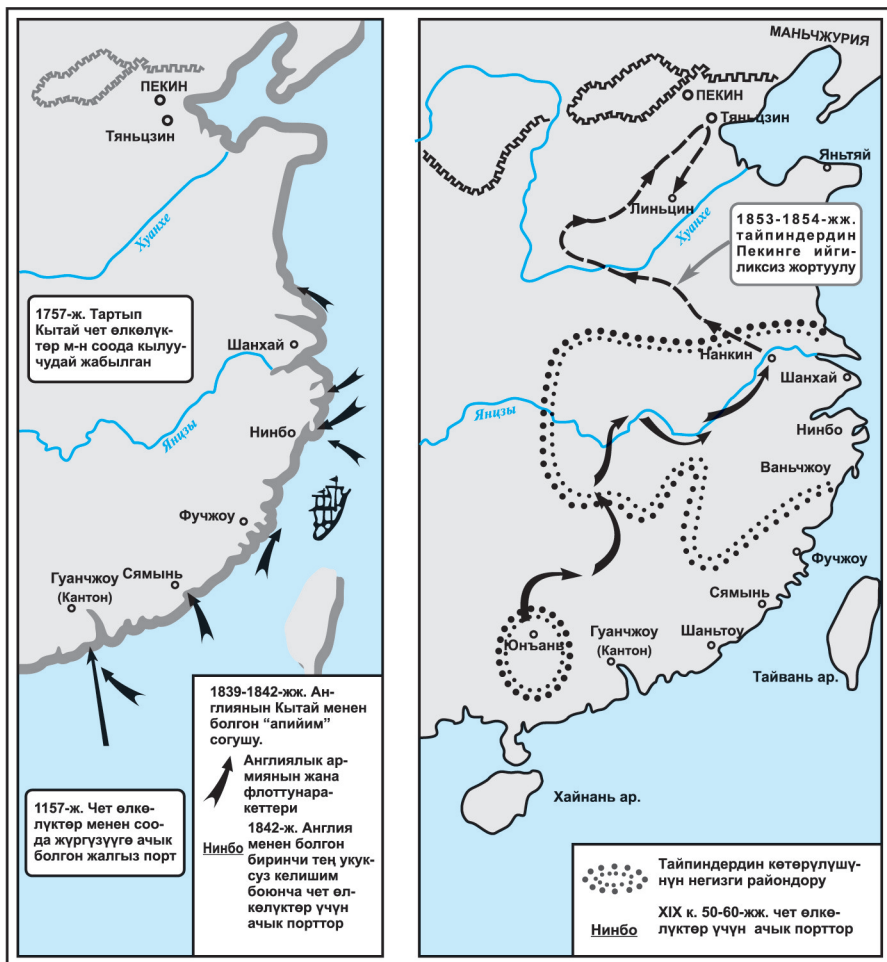 ПЕКИН
Тяньцзин
Хуанхе
1757-ж. Тартып
Кытай чет өлкөлүк-
төр м-н соода кылуу-
чудай жабылган
Шанхай
Янцзы
Нинбо
Фучжоу
Сямынь
Гуанчжоу
(Кантон)
1839-1842-жж. Ан-
глиянын Кытай менен
болгон “апийим”
согушу.
Англиялык ар-
миянын жана
флоттунара-
кеттери
Нинбо
1842-ж. Англия
менен болгон
биринчи тең укук-
суз келишим
боюнча чет өл-
көлүктөр үчүн
ачык порттор
1157-ж. Чет өлкө-
лүктөр менен соо-
да жүргүзүүгө ачык
болгон жалгыз порт
МАНЬЧЖУРИЯ
ПЕКИН
Тяньцзин
Яньтяй
Линьцин
Хуанхе
1853-1854-жж.
тайпиндердин
Пекинге ийги-
ликсиз жортуулу
Нанкин
Шанхай
Янцзы
Нинбо
Ваньчжоу
Фучжоу
Сямынь
Юнъань
Гуанчжоу
(Кантон)
Шаньтоу
Тайвань ар.
Хайнань ар.
Тайпиндердин көтөрүлүшү-
нүн негизги райондору
Нинбо
XIX к. 50-60-жж. чет өлкө-
лүктөр үчүн ачык порттор